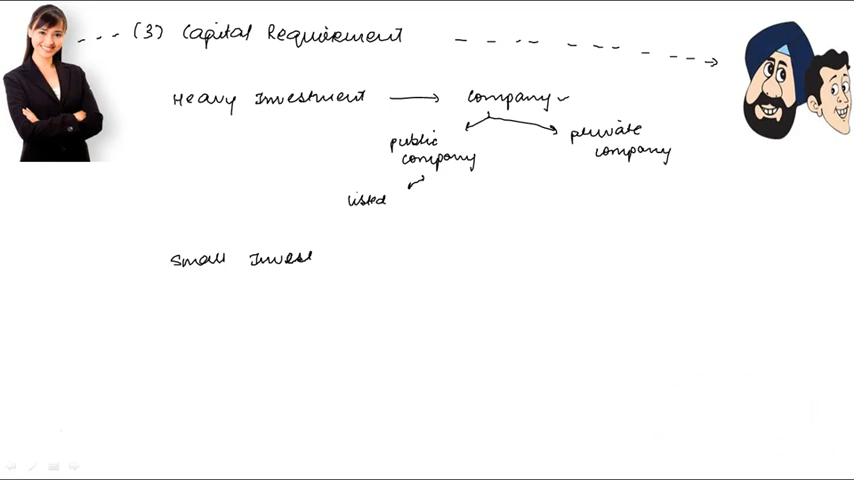 (3) Capital Requirement
Heavy Investment
company
public
company
private
company
listed
Small Invest